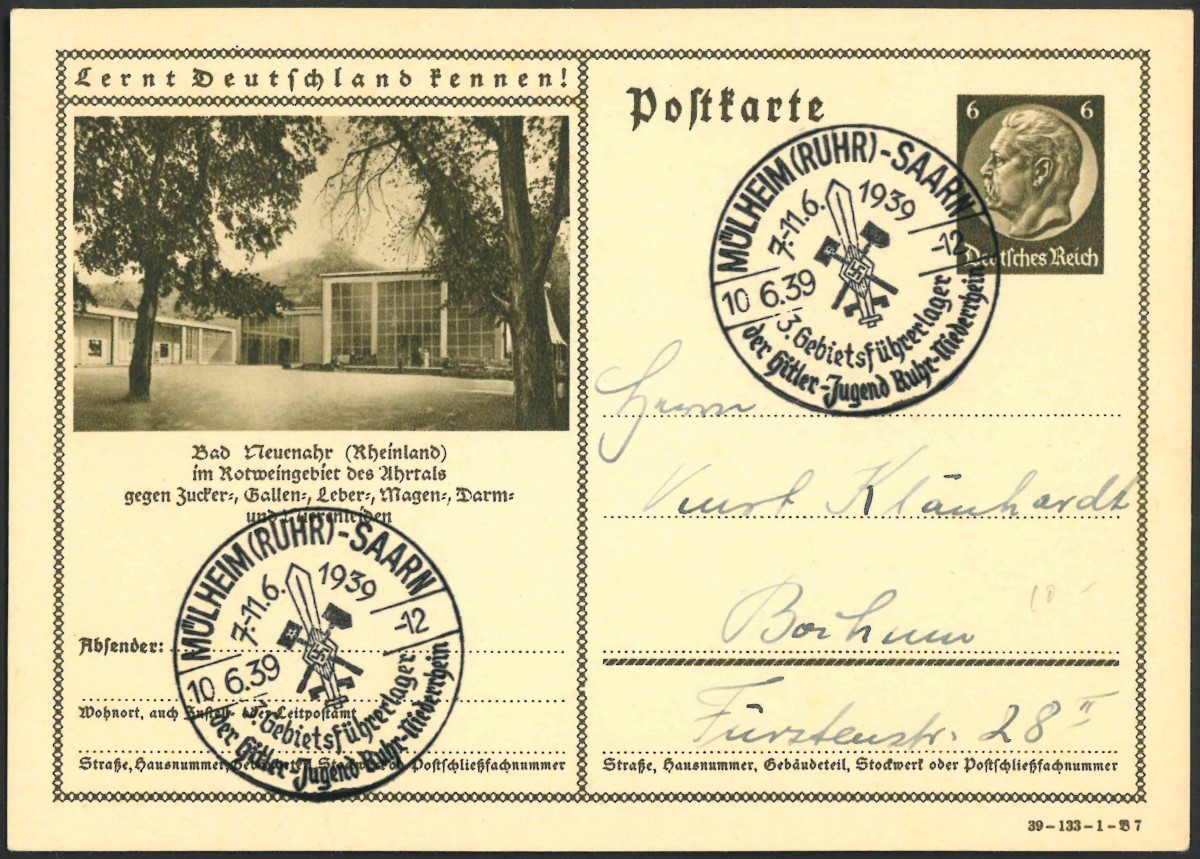 Lernt Deutschland kennen!
Bad Neuenahr (Rheinland)
im Rotweingebiet des Ahrtals
gegen Zucker-, Gallen-, Leber-, Magen-, Darm-
und Nierenleiden
MÜLHEIM (RUHR)-SAARN
7.-11.6. 1939
10 6.39 -12
3. Gebietsführerlager
der Hitler-Jugend Ruhr-Niederrhein
Absender:
Wohnort, auch Zustell- oder Leitpostamt
Straße, Hausnummer, Gebäudeteil, Stockwerk od. Postschließfachnummer
Postkarte
6 6
Deutsches Reich
MÜLHEIM (RUHR)-SAARN
7.-11.6. 1939
10 6.39 -12
3. Gebietsführerlager
der Hitler-Jugend Ruhr-Niederrhein
Herrn
Kurt Kläuhardt
Bochum
Fürstenstr. 28 II
Straße, Hausnummer, Gebäudeteil, Stockwerk oder Postschließfachnummer
39-133-1-B 7